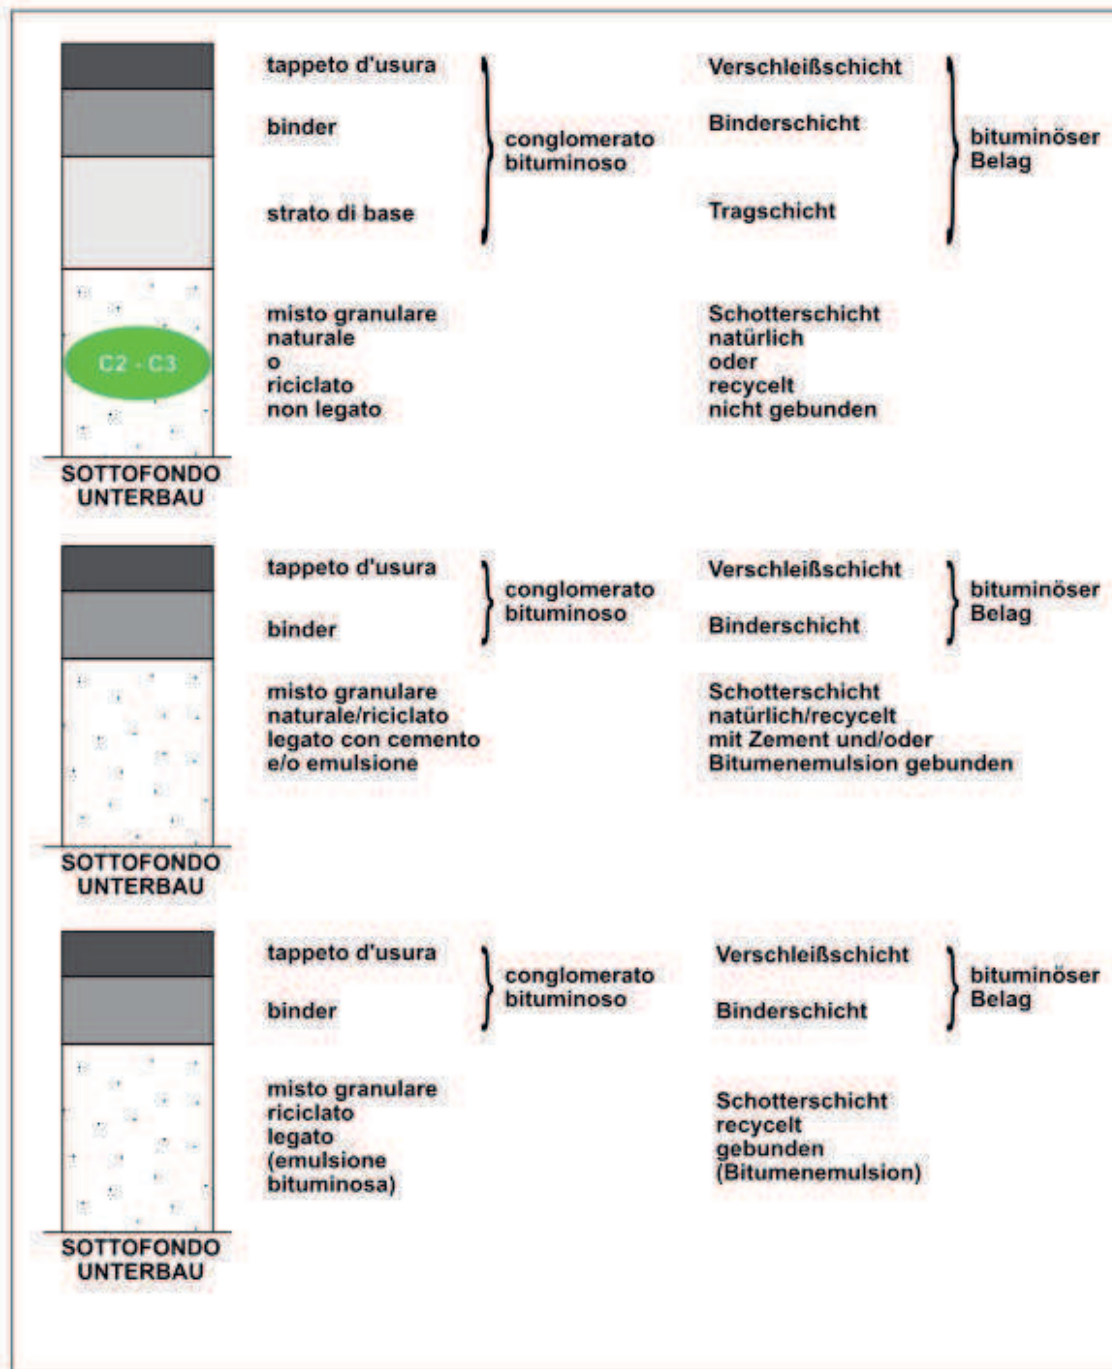 tappeto d'usura
binder
strato di base
conglomerato
bituminoso
Verschleißschicht
Binderschicht
Tragschicht
bituminöser
Belag
C2 - C3
misto granulare
naturale
o
riciclato
non legato
Schotterschicht
natürlich
oder
recycelt
nicht gebunden
SOTTOFONDO
UNTERBAU
tappeto d'usura
binder
conglomerato
bituminoso
Verschleißschicht
Binderschicht
bituminöser
Belag
misto granulare
naturale/riciclato
legato con cemento
e/o emulsione
Schotterschicht
natürlich/recycelt
mit Zement und/oder
Bitumenemulsion gebunden
SOTTOFONDO
UNTERBAU
tappeto d'usura
binder
conglomerato
bituminoso
Verschleißschicht
Binderschicht
bituminöser
Belag
misto granulare
riciclato
legato
(emulsione
bituminosa)
Schotterschicht
recycelt
gebunden
(Bitumenemulsion)
SOTTOFONDO
UNTERBAU